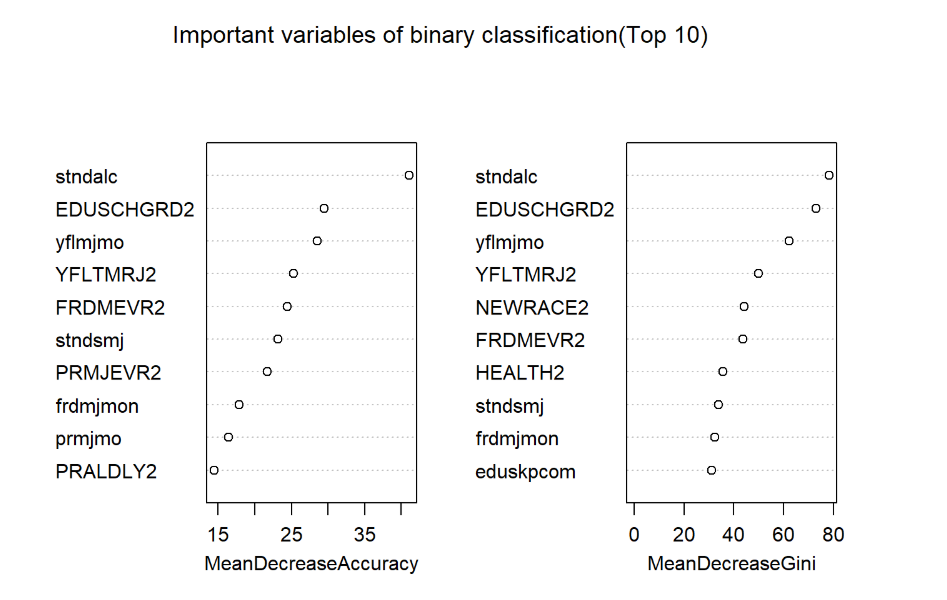 Important variables of binary classification(Top 10)
stndalc
EDUSCHGRD2
yflmjmo
YFLTMRJ2
FRDMEVR2
stndsmj
PRMJEVR2
frdmjmon
prmjmo
PRALDLY2
15 25 35
MeanDecreaseAccuracy
stndalc
EDUSCHGRD2
yflmjmo
YFLTMRJ2
NEWRACE2
FRDMEVR2
HEALTH2
stndsmj
frdmjmon
eduskpcom
0 20 40 60 80
MeanDecreaseGini